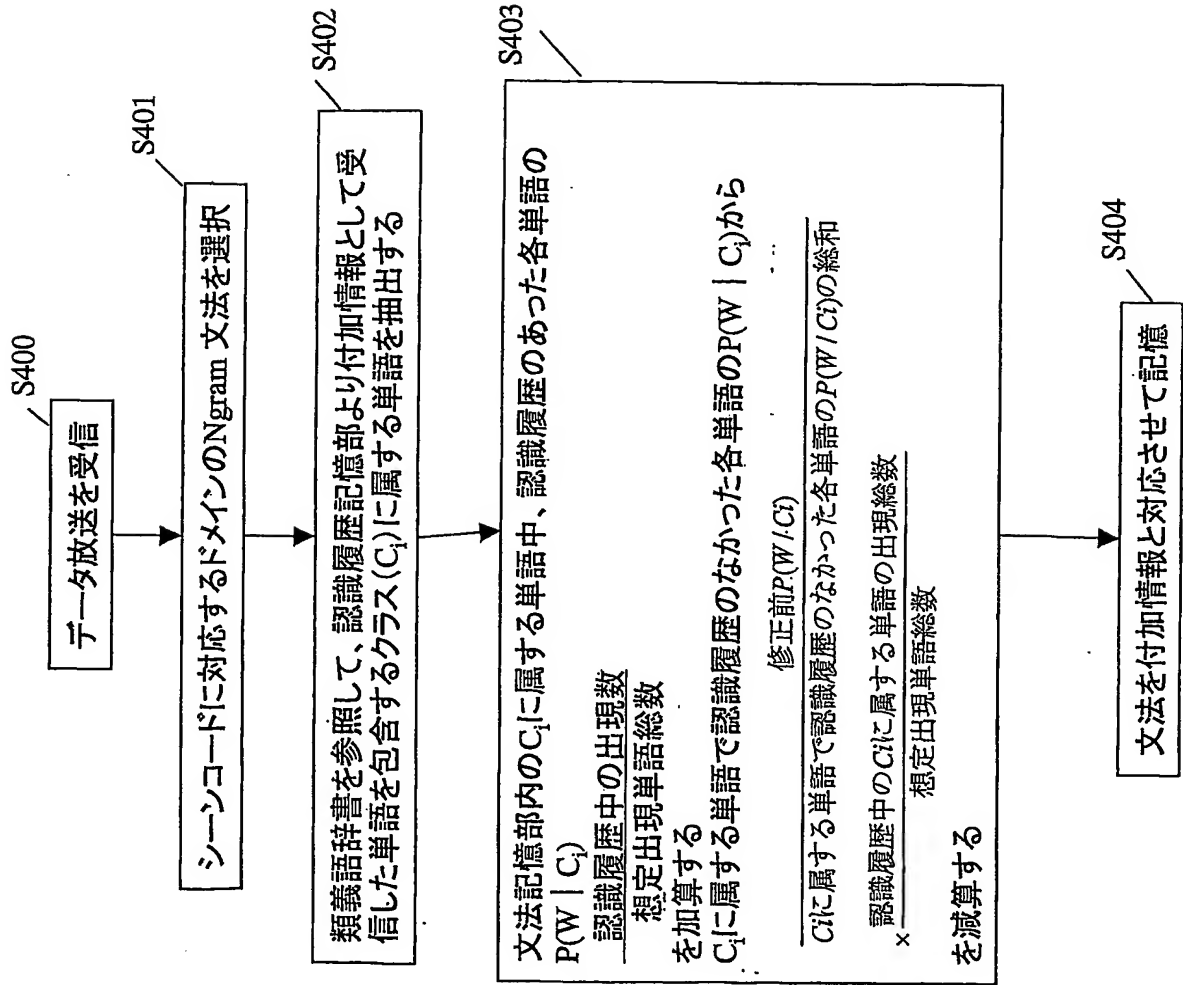 S400
データ放送を受信
S401
シーンコードに対応するドメインのNgram 文法を選択
S402
類義語辞書を参照して、認識履歴記憶部より付加情報として受
信した単語を包含するクラス(Ci)に属する単語を抽出する
S403
文法記憶部内のCiに属する単語中、認識履歴のあった各単語の
P(W | Ci)
認識履歴中の出現数
想定出現単語総数
を加算する
Ciに属する単語で認識履歴のなかった各単語のP(W | Ci)から
修正前P(W/Ci)
Ciに属する単語で認識履歴のなかった各単語のP(W/Ci)の総和
× 認識履歴中のCiに属する単語の出現総数
想定出現単語総数
を減算する
S404
文法を付加情報と対応させて記憶